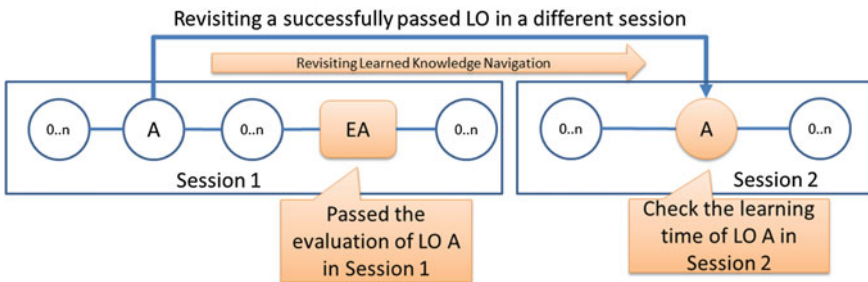 Revisiting a successfully passed LO in a different session
Revisiting Learned Knowledge Navigation
0..n
A
0..n
EA
0..n
0..n
A
0..n
Session 1
Session 2
Passed the
evaluation of LO A
in Session 1
Check the learning
time of LO A in
Session 2